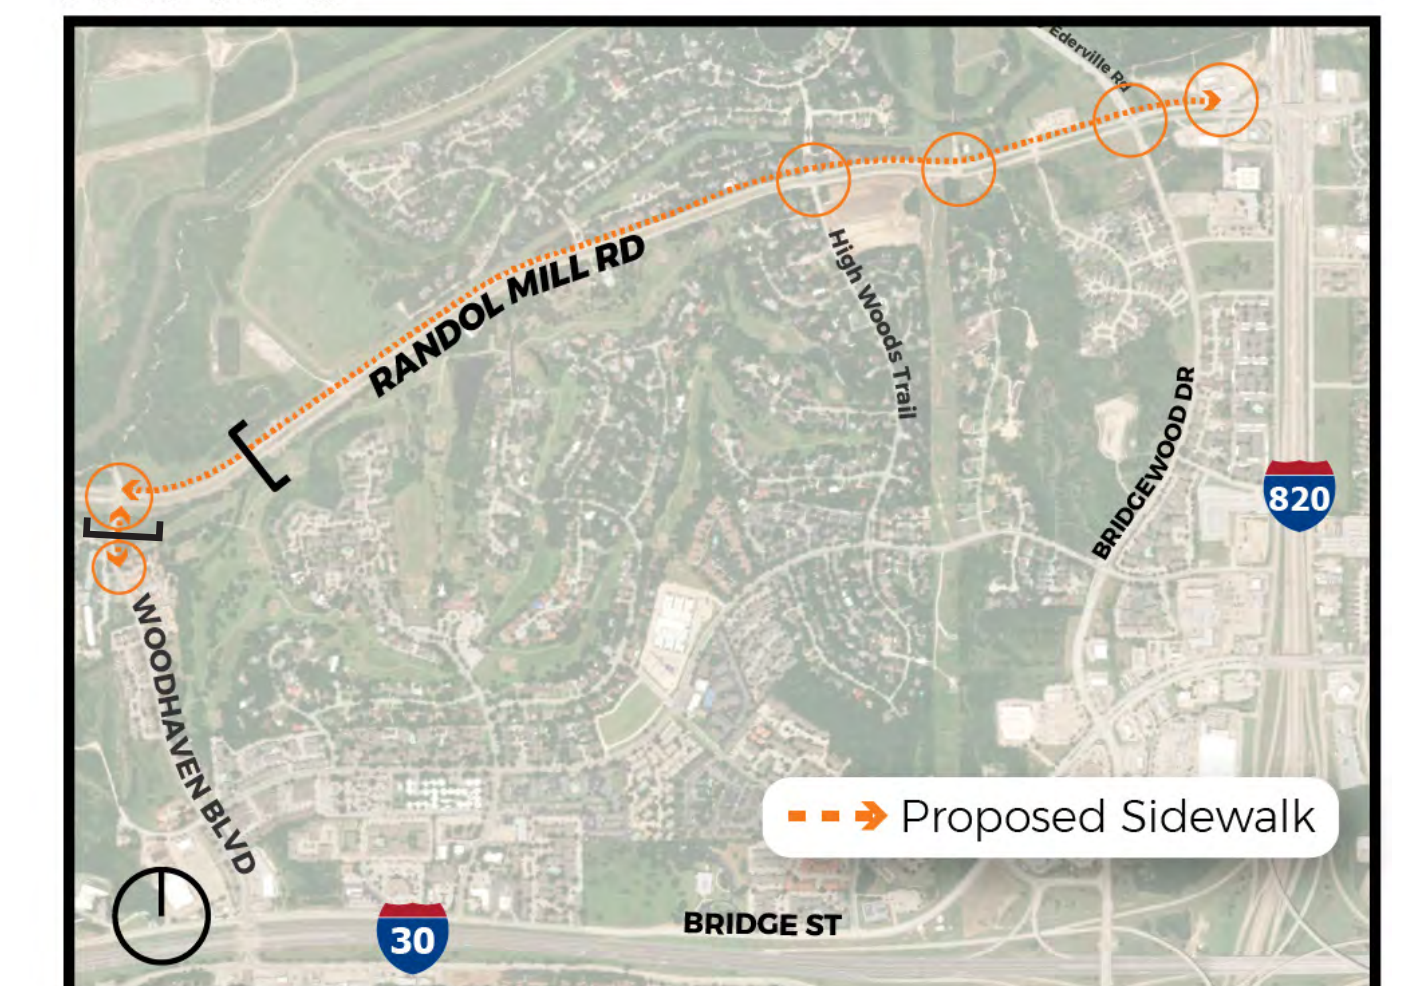 Ederville Rd
RANDOL MILL RD
High Woods Trail
BRIDGEWOOD DR
820
WOODHAVEN BLVD
Proposed Sidewalk
BRIDGE ST
30